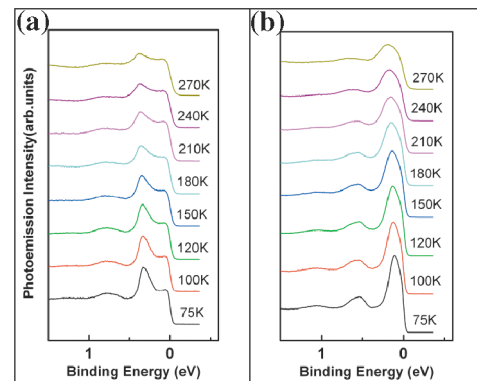 (a)
Photoemission Intensity(arb.units)
270K
240K
210K
180K
150K
120K
100K
75K
1
0
Binding Energy (eV)
(b)
270K
240K
210K
180K
150K
120K
100K
75K
1
0
Binding Energy (eV)